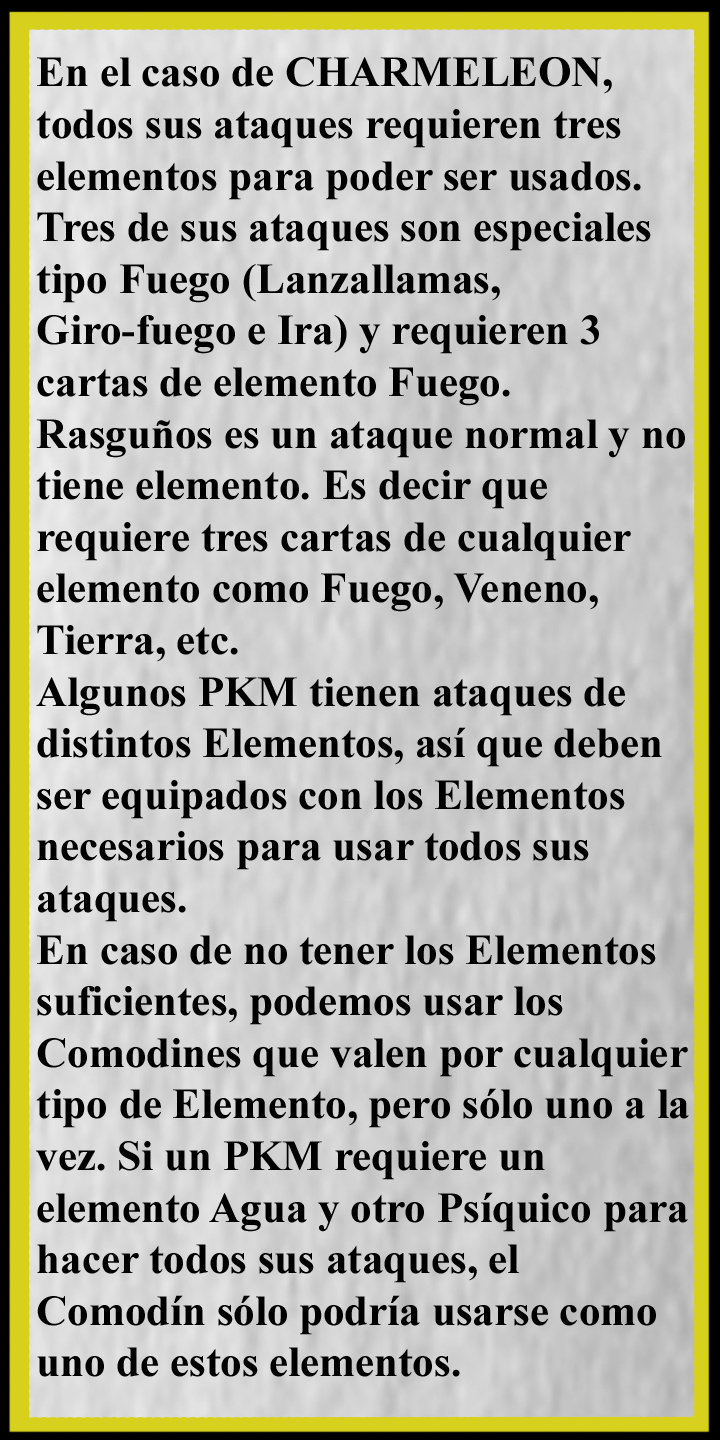 En el caso de CHARMELEON,
todos sus ataques requieren tres
elementos para poder ser usados.
Tres de sus ataques son especiales
tipo Fuego (Lanzallamas,
Giro-fuego e Ira) y requieren 3
cartas de elemento Fuego.
Rasguños es un ataque normal y no
tiene elemento. Es decir que
requiere tres cartas de cualquier
elemento como Fuego, Veneno,
Tierra, etc.
Algunos PKM tienen ataques de
distintos Elementos, así que deben
ser equipados con los Elementos
necesarios para usar todos sus
ataques.
En caso de no tener los Elementos
suficientes, podemos usar los
Comodines que valen por cualquier
tipo de Elemento, pero sólo uno a la
vez. Si un PKM requiere un
elemento Agua y otro Psíquico para
hacer todos sus ataques, el
Comodín sólo podría usarse como
uno de estos elementos.